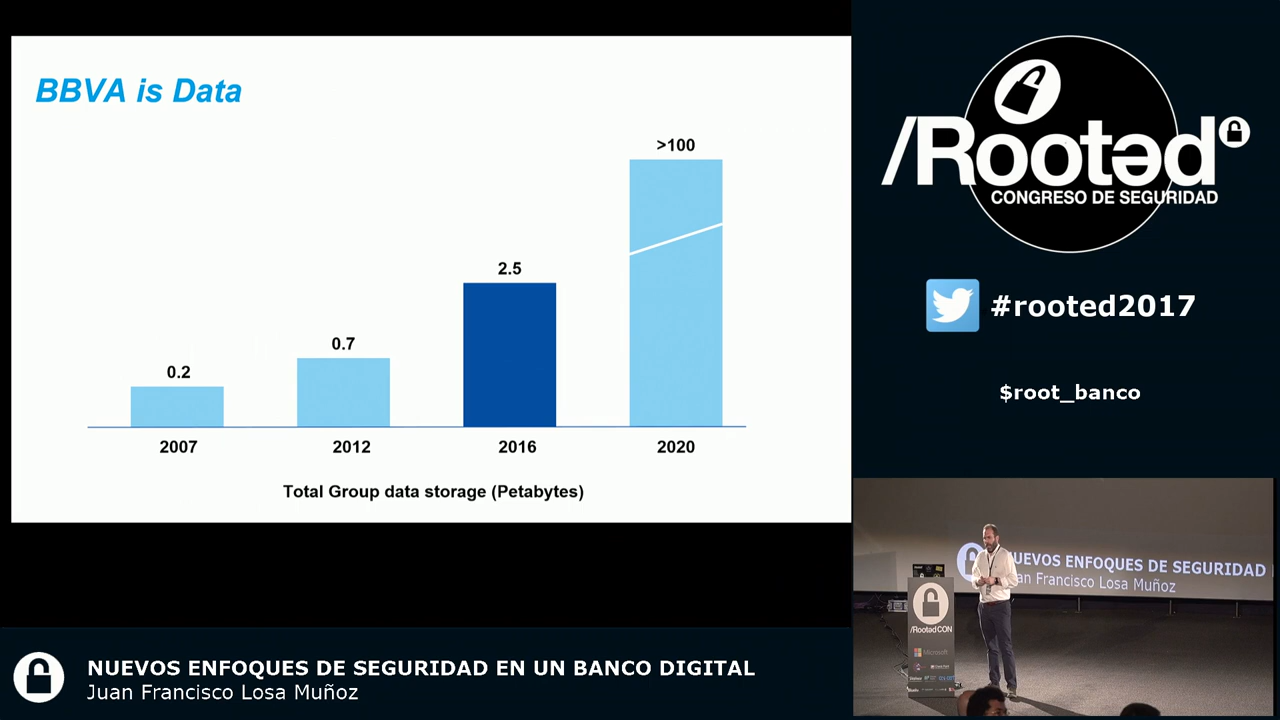 BBVA is Data
>100
2.5
0.7
0.2
2007 2012 2016 2020
Total Group data storage (Petabytes)
/Rooted
CONGRESO DE SEGURIDAD
#rooted2017
$root_banco
NUEVOS ENFOQUES DE SEGURIDAD
Juan Francisco Losa Muñoz
/RootedCON
Microsoft
NUEVOS ENFOQUES DE SEGURIDAD EN UN BANCO DIGITAL
Juan Francisco Losa Muñoz